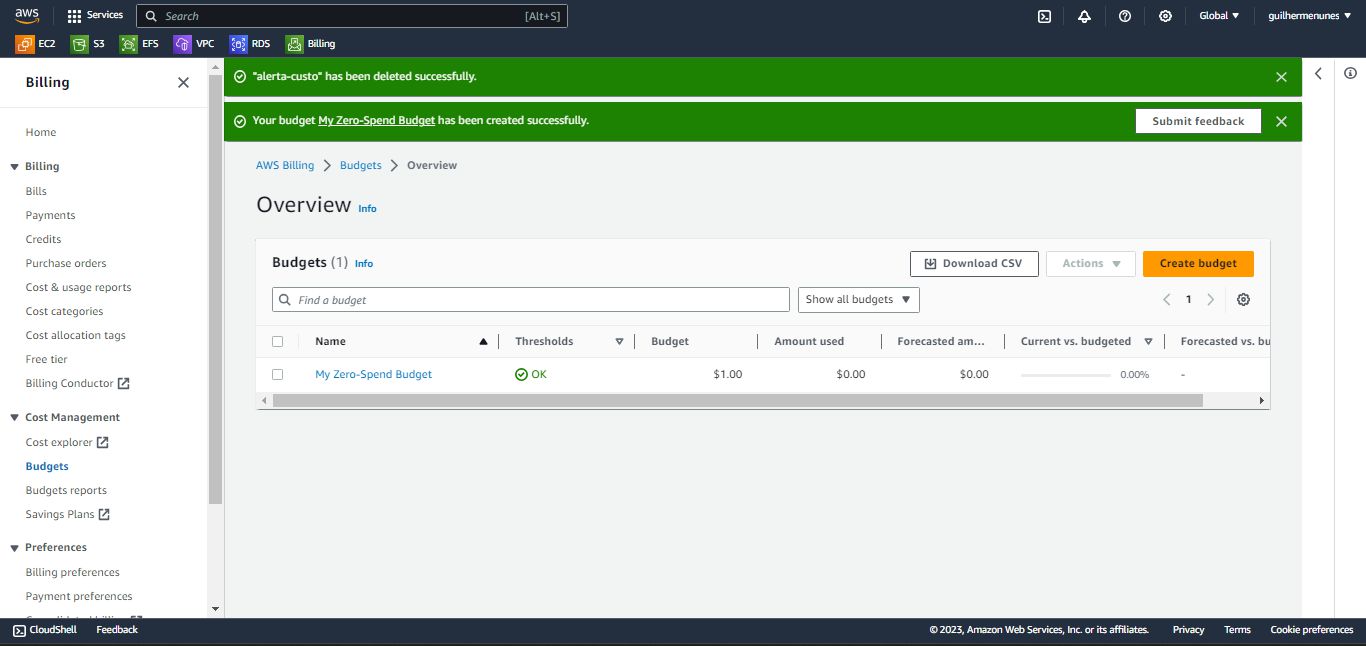 aws Services Search [Alt+S] Global ▼ guilhermenunes ▼
EC2 S3 EFS VPC RDS Billing
Billing
Home
Billing
Bills
Payments
Credits
Purchase orders
Cost & usage reports
Cost categories
Cost allocation tags
Free tier
Billing Conductor
Cost Management
Cost explorer
Budgets
Budgets reports
Savings Plans
Preferences
Billing preferences
Payment preferences
"alerta-custo" has been deleted successfully.
Your budget My Zero-Spend Budget has been created successfully. Submit feedback
AWS Billing > Budgets > Overview
Overview Info
Budgets (1) Info Download CSV Actions ▼ Create budget
Find a budget Show all budgets ▼ < 1 >
Name ▲ Thresholds Budget Amount used Forecasted am... Current vs. budgeted Forecasted vs. bu
My Zero-Spend Budget OK $1.00 $0.00 $0.00 0.00% -
CloudShell Feedback © 2023, Amazon Web Services, Inc. or its affiliates. Privacy Terms Cookie preferences